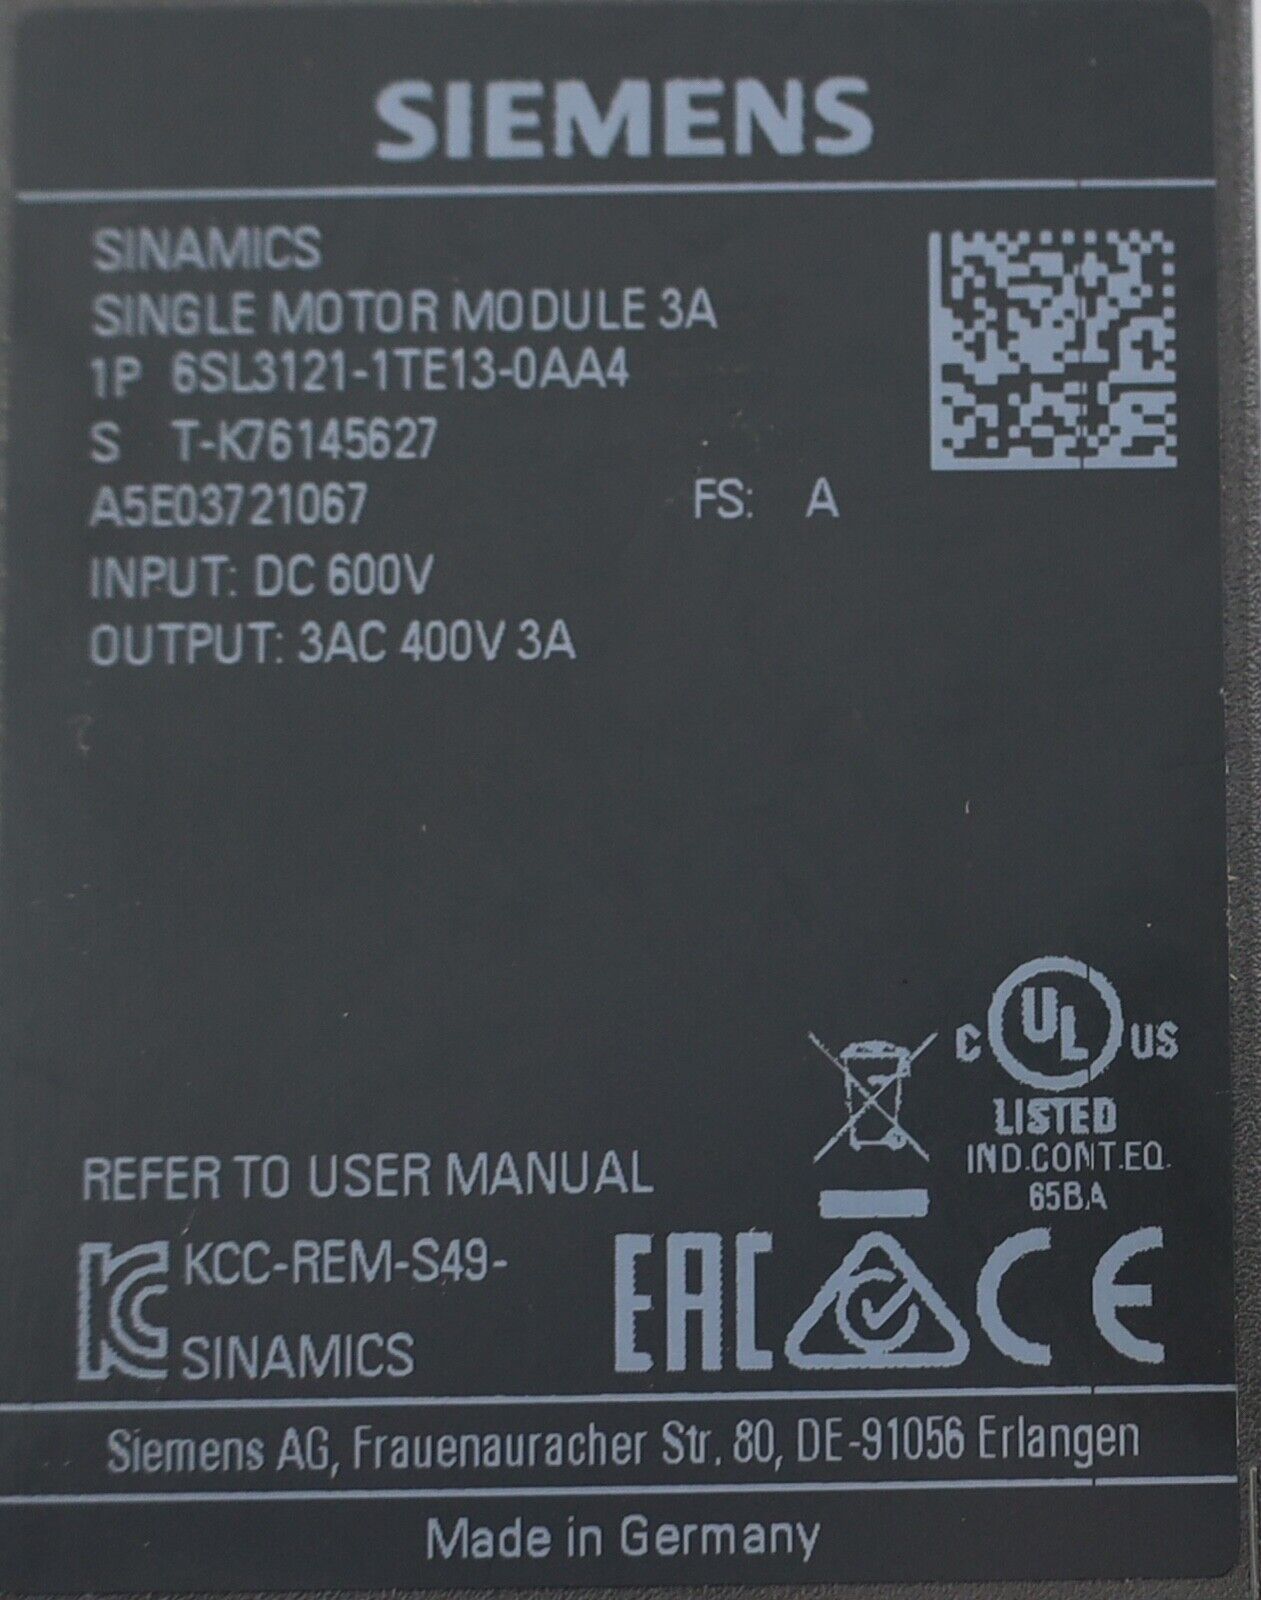 SIEMENS
SINAMICS
SINGLE MOTOR MODULE 3A
1P 6SL3121-1TE13-0AA4
S T-K76145627
A5E03721067 FS: A
INPUT: DC 600V
OUTPUT: 3AC 400V 3A
C UL US
LISTED
IND.CONT.EQ.
65BA
REFER TO USER MANUAL
KC KCC-REM-S49-
SINAMICS
EAC CE
Siemens AG, Frauenauracher Str. 80, DE-91056 Erlangen
Made in Germany